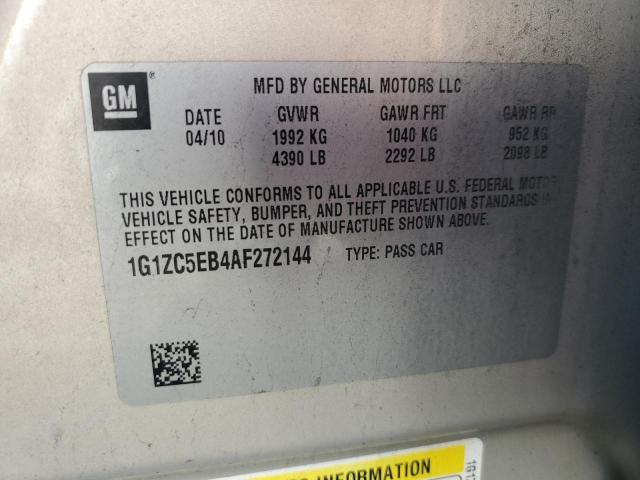 GM®
MFD BY GENERAL MOTORS LLC
DATE GVWR GAWR FRT GAWR RR
04/10 1992 KG 1040 KG 952 KG
4390 LB 2292 LB 2098 LB
THIS VEHICLE CONFORMS TO ALL APPLICABLE U.S. FEDERAL MOTOR
VEHICLE SAFETY, BUMPER, AND THEFT PREVENTION STANDARDS IN
EFFECT ON THE DATE OF MANUFACTURE SHOWN ABOVE.
1G1ZC5EB4AF272144 TYPE: PASS CAR
INFORMATION